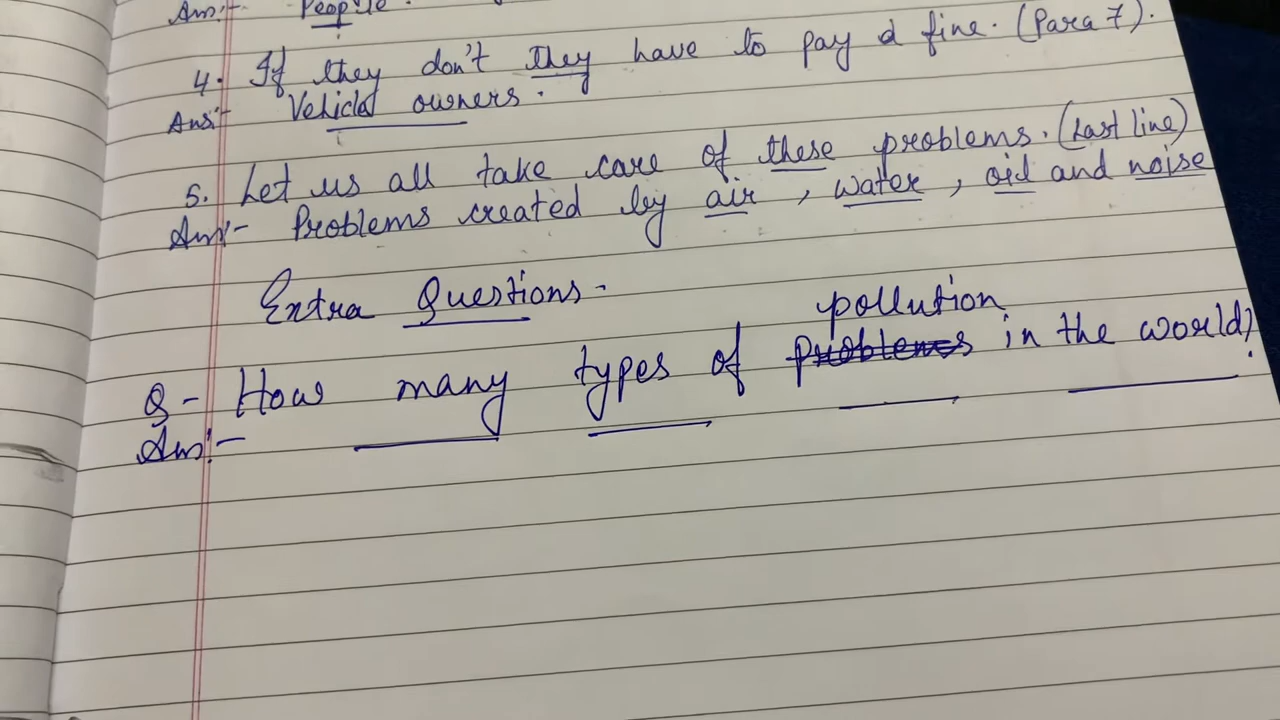 Ans:- People.
4. If they don't they have to pay a fine. (Para 7).
Ans:- Vehicle owners.
5. Let us all take care of these problems. (Last line)
Ans:- Problems created by air, water, oil and noise
Extra Questions.
pollution
Q- How many types of problems in the world?
Ans:-